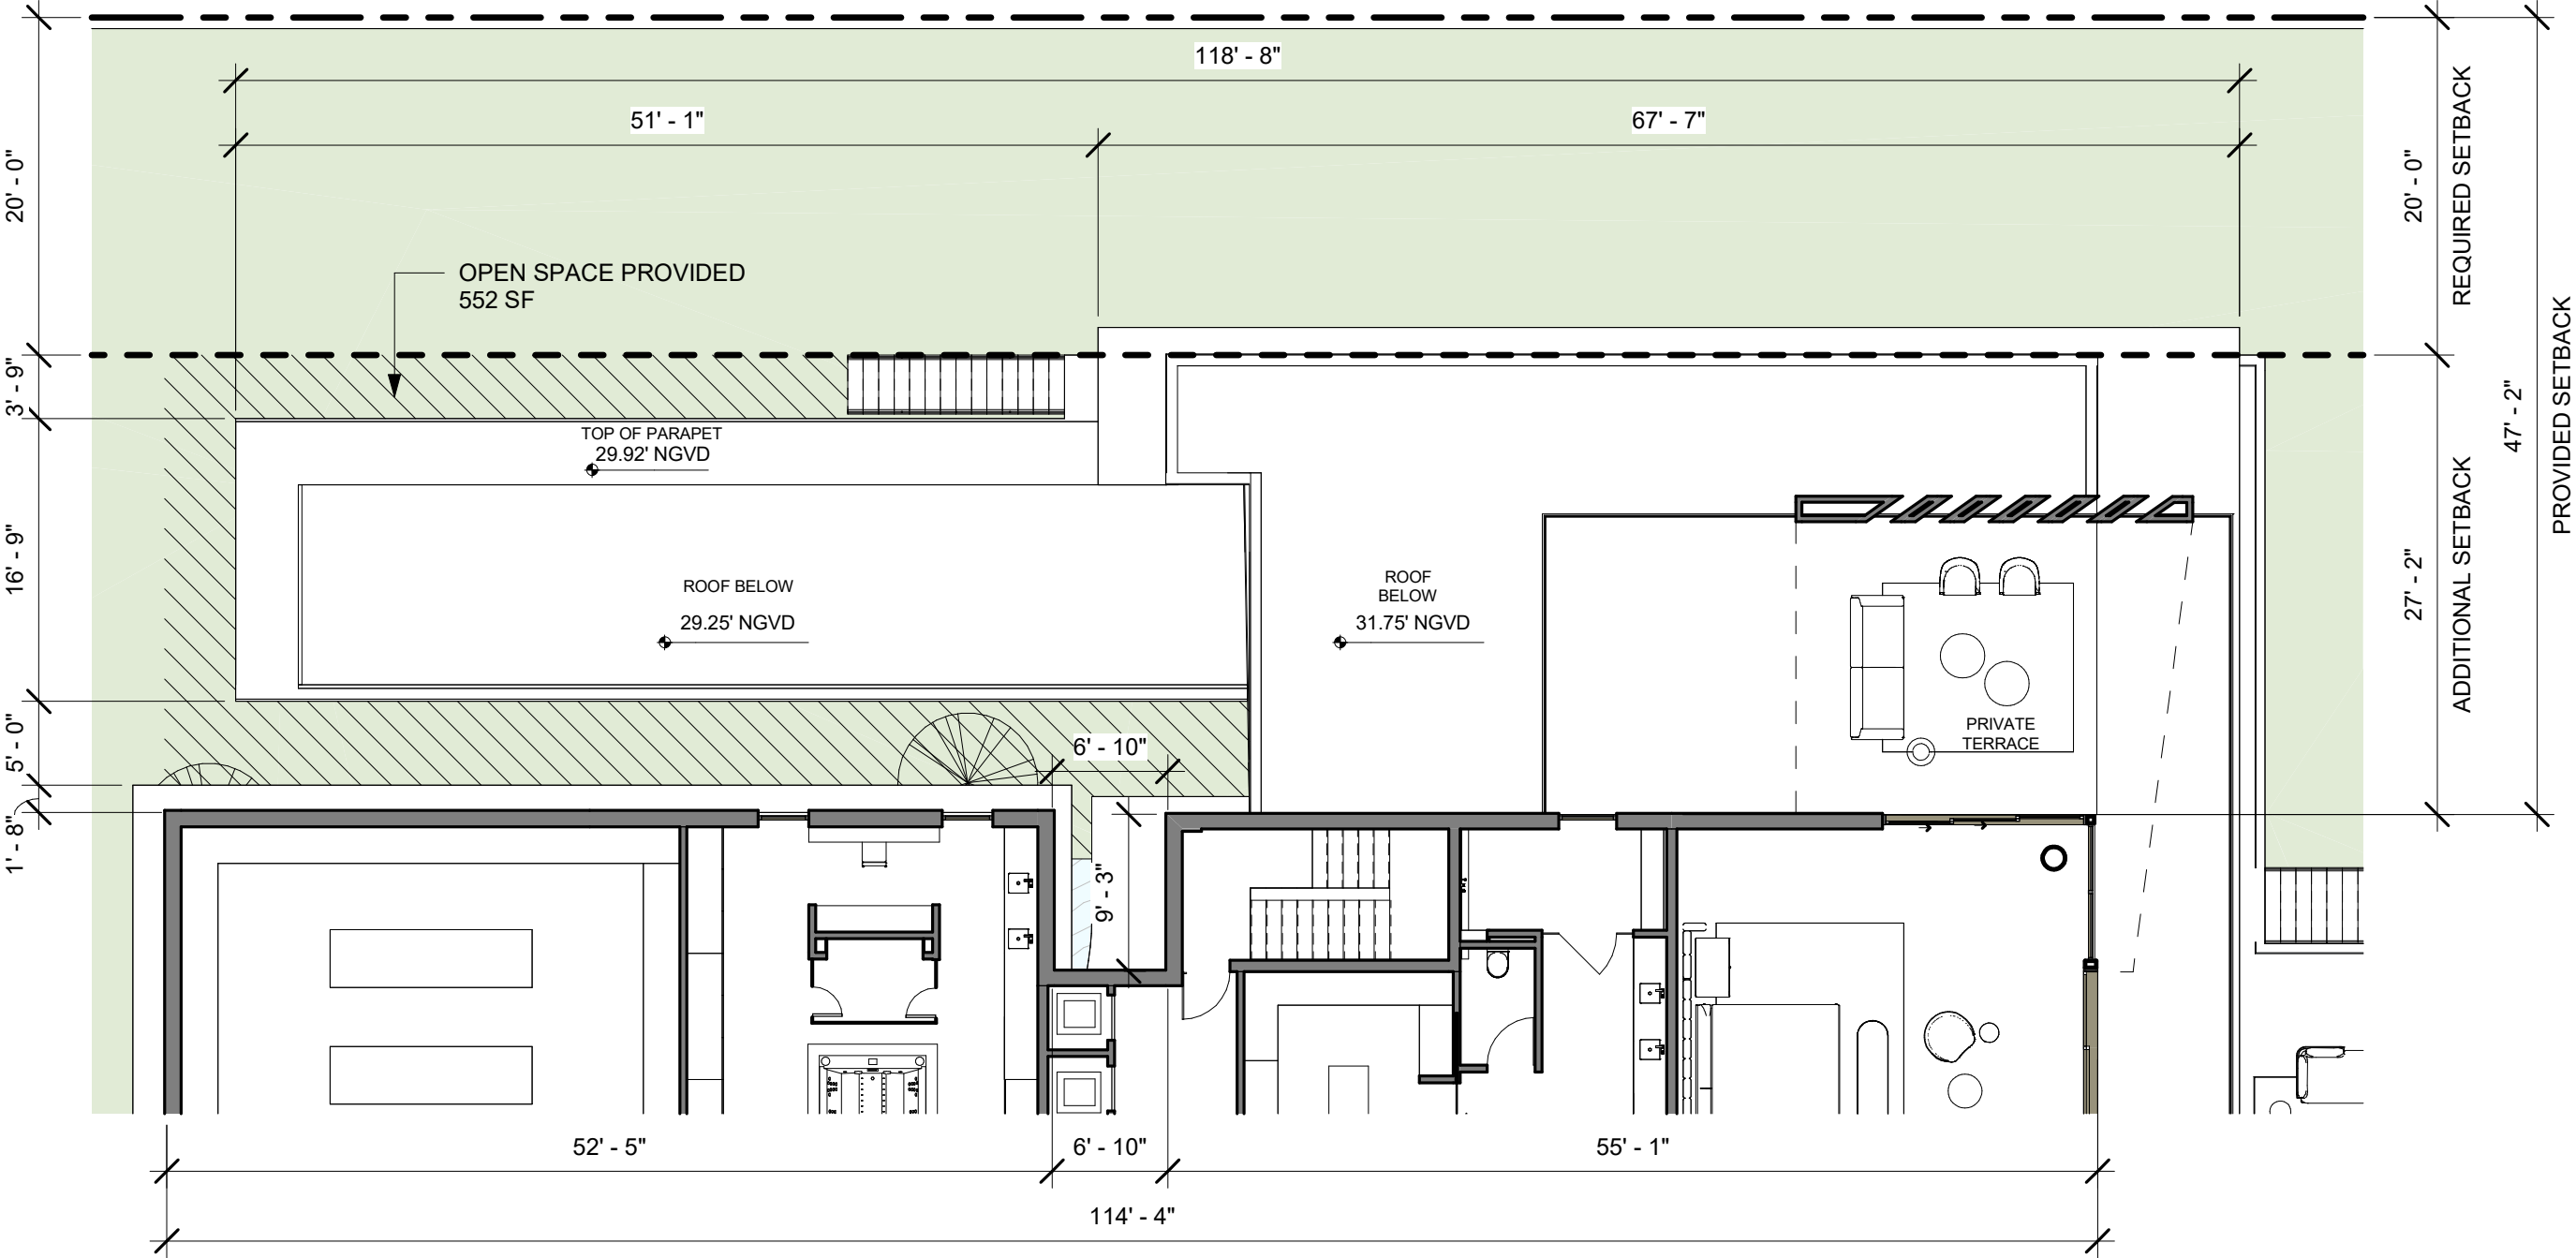 118' - 8"
51' - 1"
67' - 7"
20' - 0"
20' - 0"
REQUIRED SETBACK
OPEN SPACE PROVIDED
552 SF
3' - 9"
TOP OF PARAPET
29.92' NGVD
16' - 9"
ROOF BELOW
29.25' NGVD
ROOF
BELOW
31.75' NGVD
PRIVATE
TERRACE
27' - 2"
ADDITIONAL SETBACK
47' - 2"
PROVIDED SETBACK
5' - 0"
6' - 10"
1' - 8"
9' - 3"
52' - 5"
6' - 10"
55' - 1"
114' - 4"